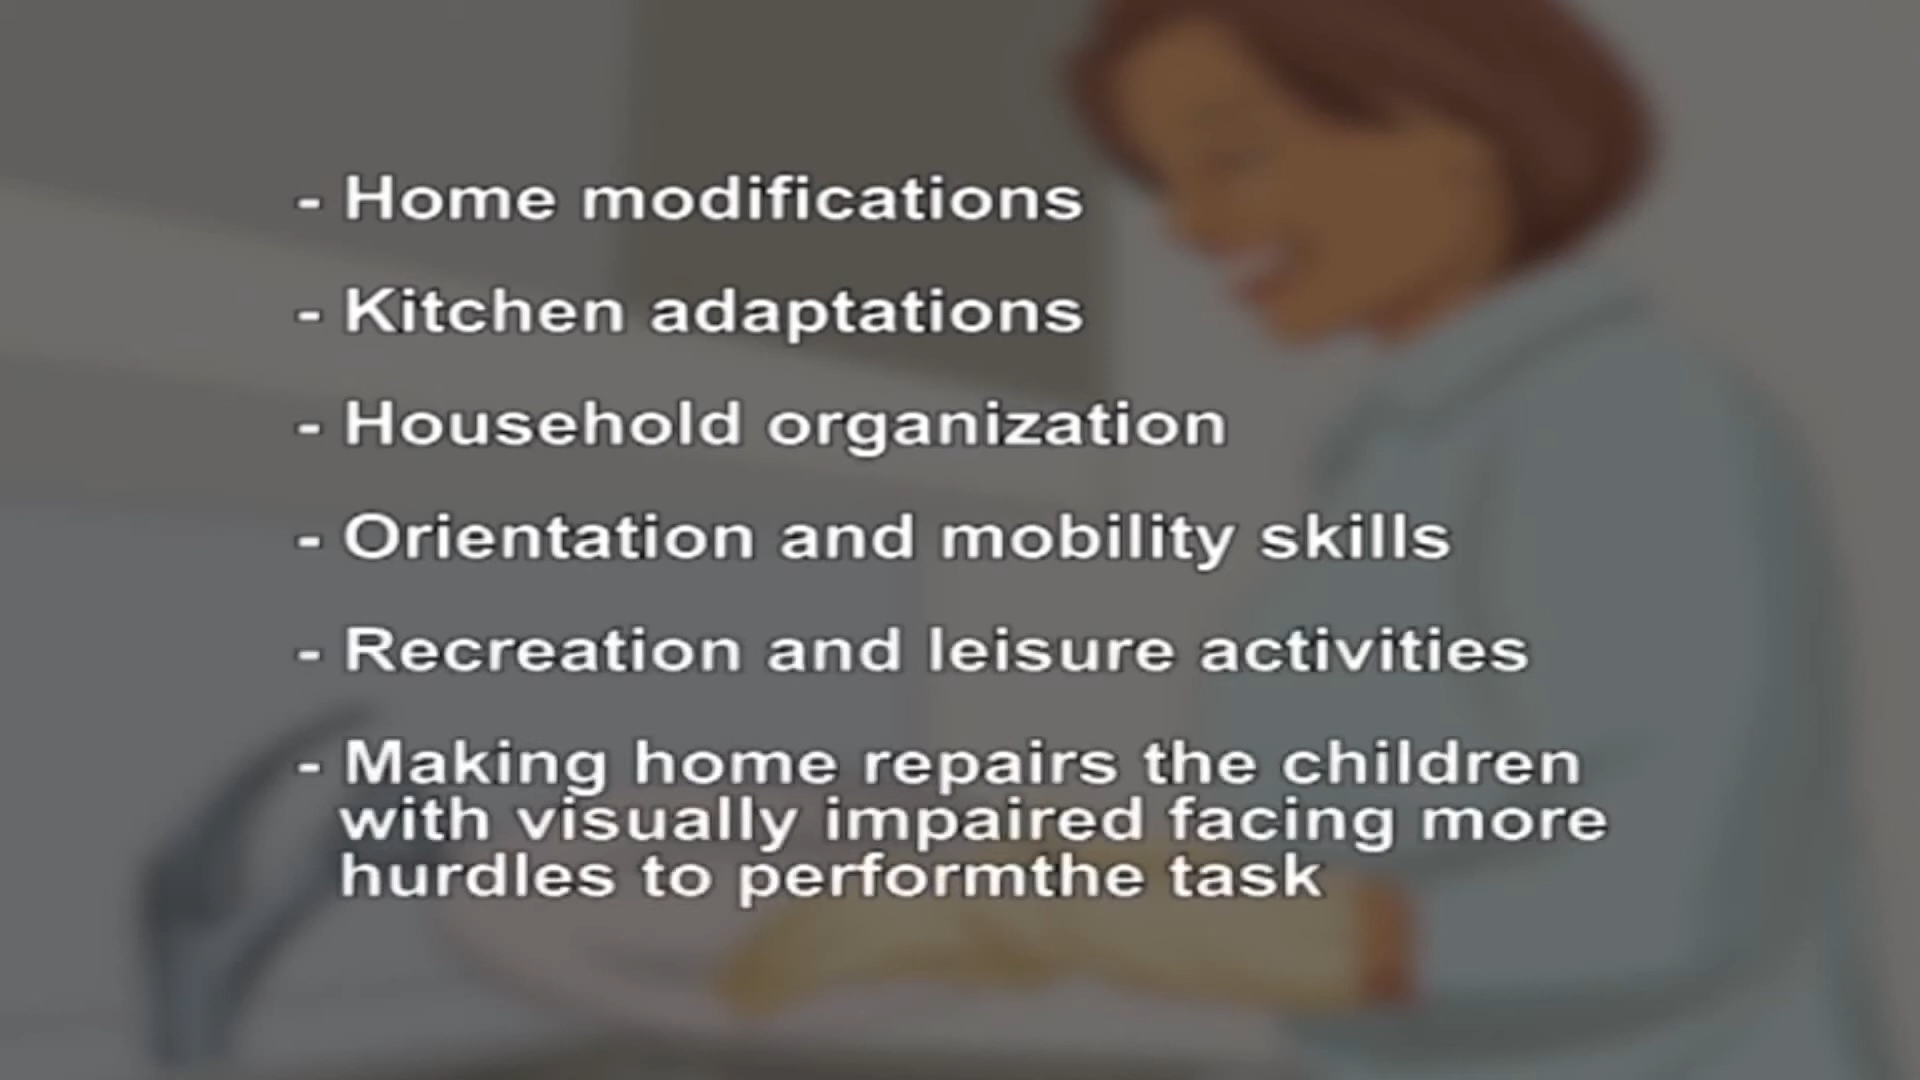 - Home modifications
- Kitchen adaptations
- Household organization
- Orientation and mobility skills
- Recreation and leisure activities
- Making home repairs the children
with visually impaired facing more
hurdles to performthe task